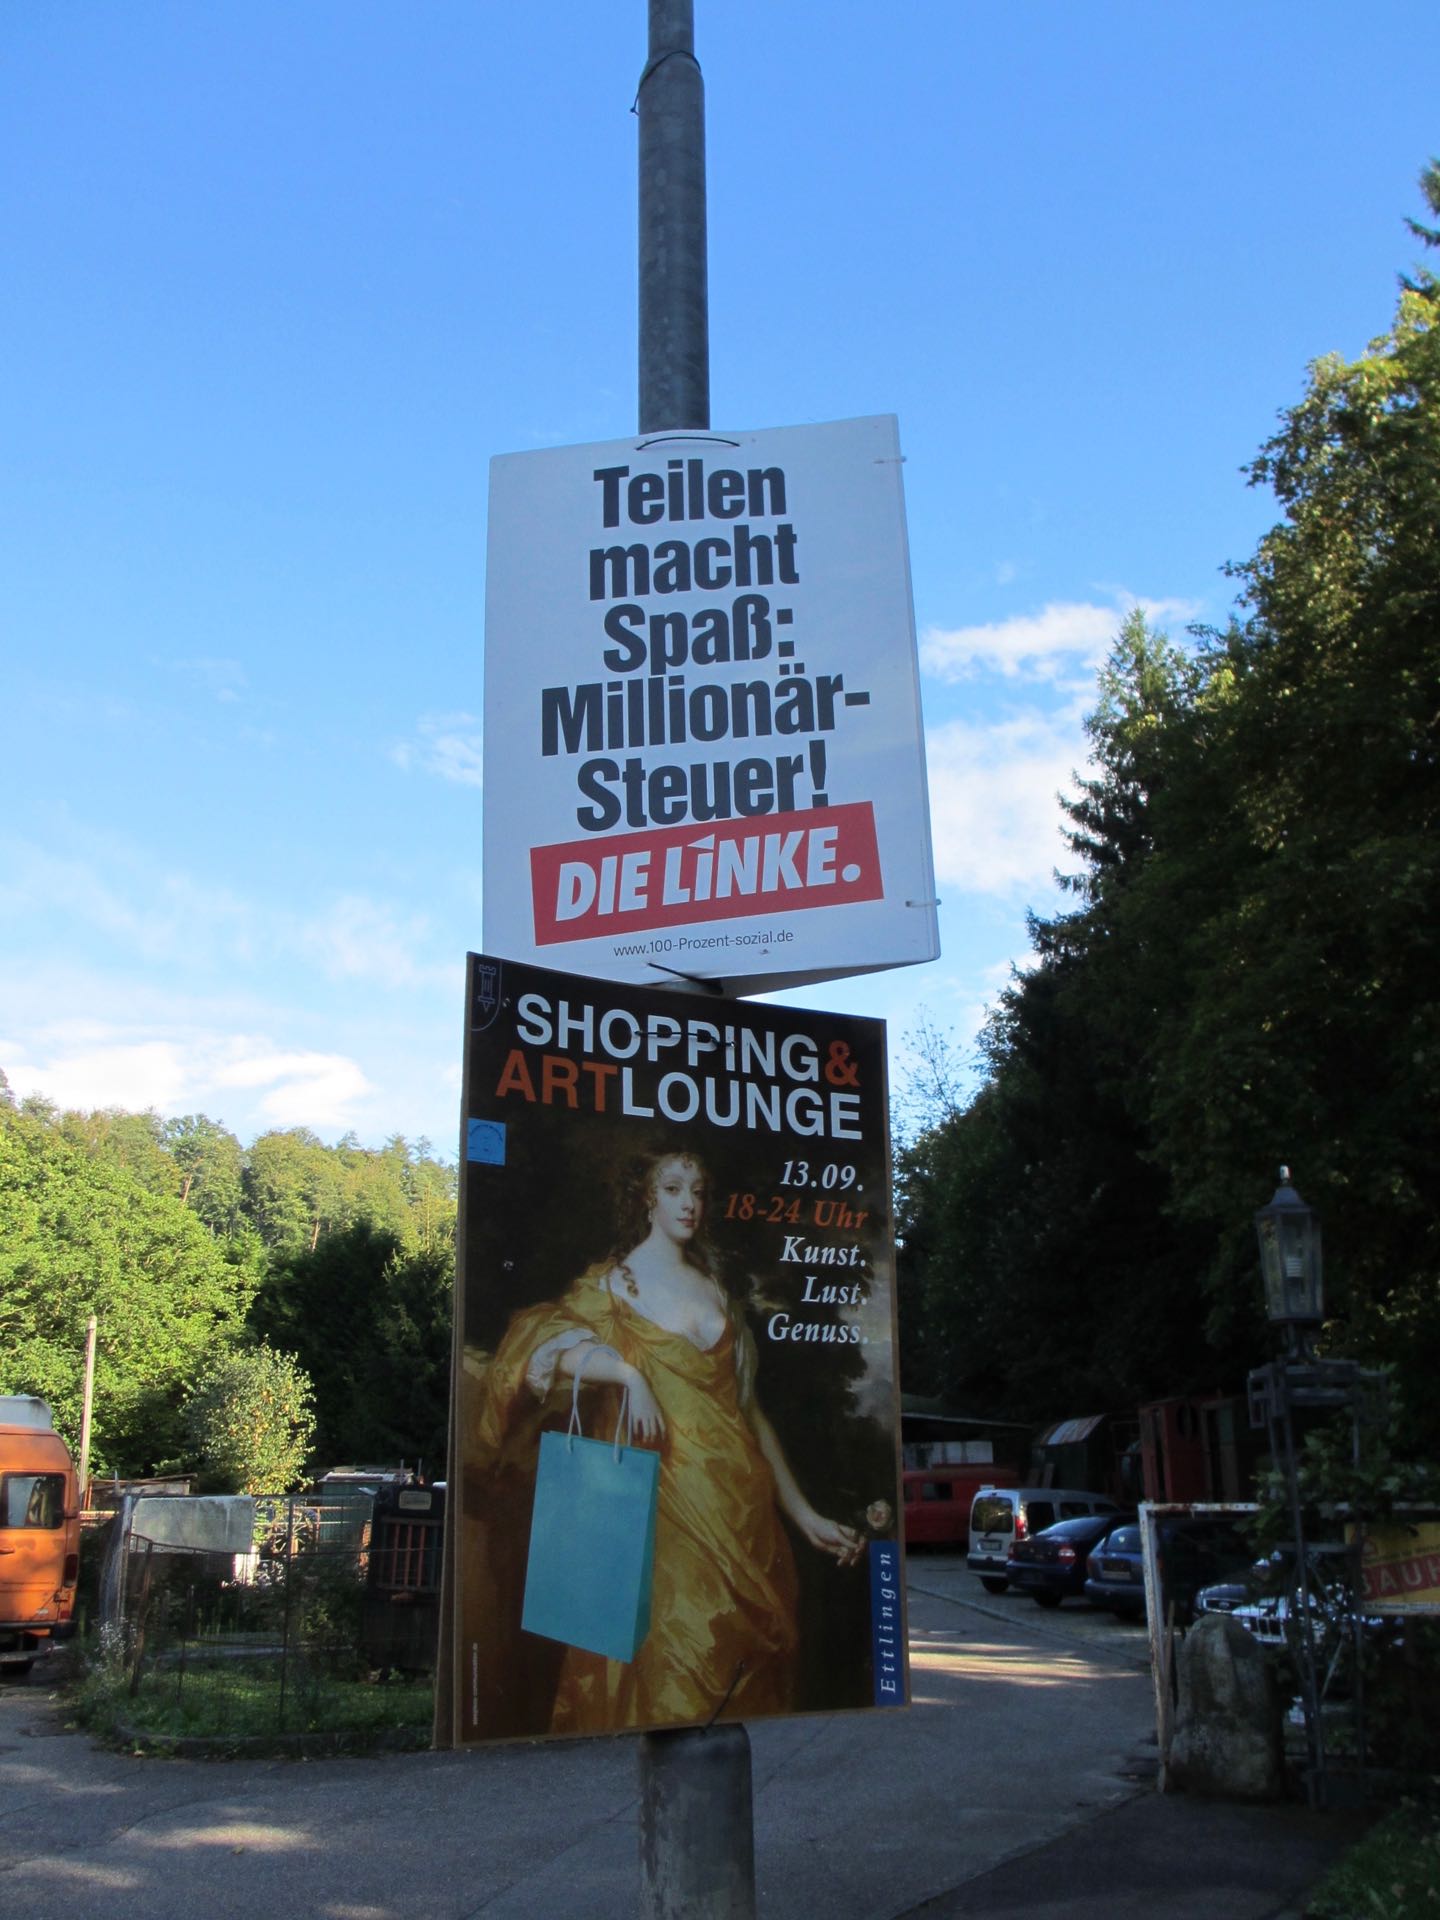 Teilen
macht
Spaß:
Millionär-
Steuer!
DIE LINKE.
www.100-Prozent-sozial.de
SHOPPING&
ARTLOUNGE
13.09.
18-24 Uhr
Kunst.
Lust.
Genuss.
Ettlingen